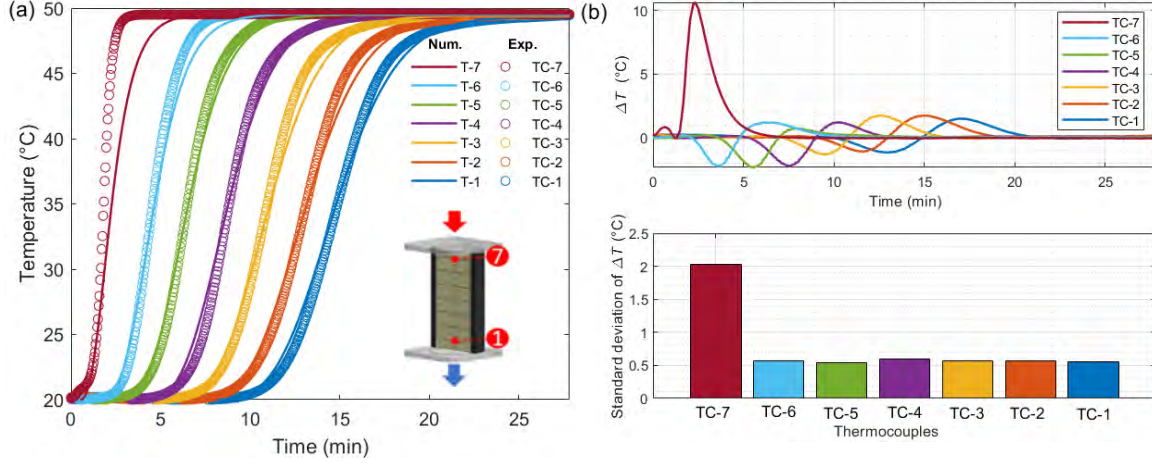 (a)
50
45
40
35
30
25
20
Temperature (°C)
0 5 10 15 20 25
Time (min)
Num. Exp.
T-7 TC-7
T-6 TC-6
T-5 TC-5
T-4 TC-4
T-3 TC-3
T-2 TC-2
T-1 TC-1
7
1
(b)
10
5
0
ΔT (°C)
0 5 10 15 20 25
Time (min)
TC-7
TC-6
TC-5
TC-4
TC-3
TC-2
TC-1
2.5
2
1.5
1
0.5
0
Standard deviation of ΔT (°C)
TC-7 TC-6 TC-5 TC-4 TC-3 TC-2 TC-1
Thermocouples